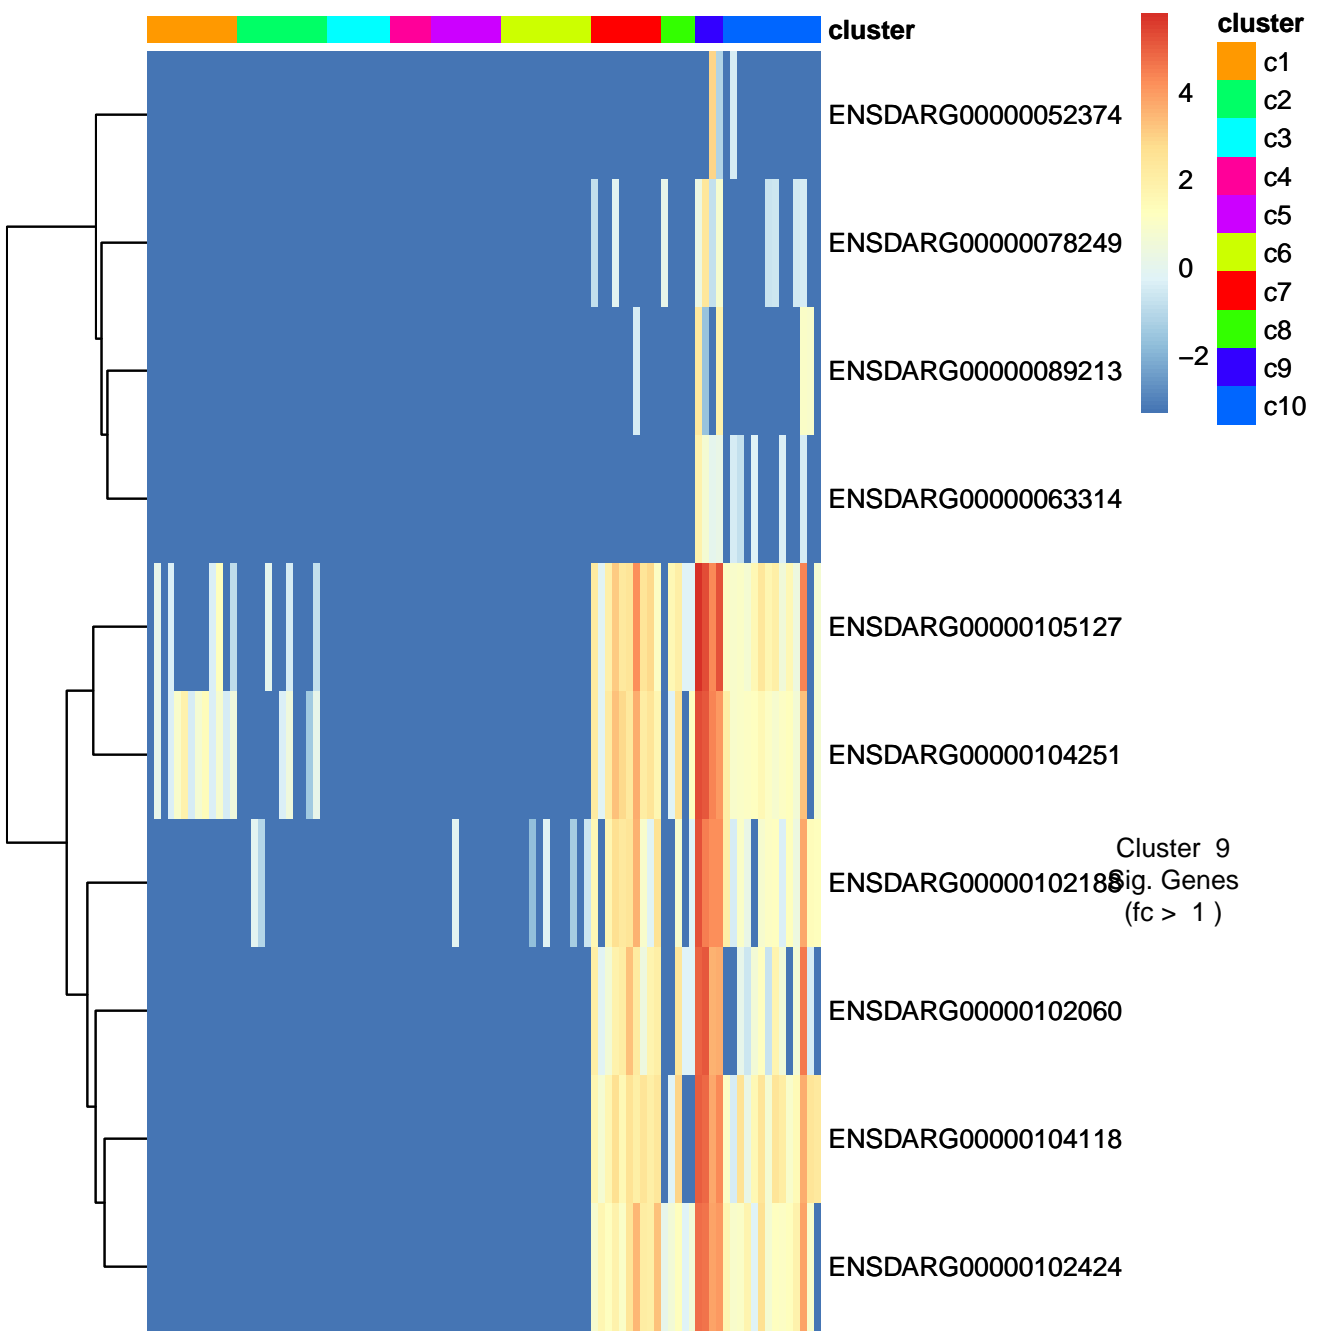 cluster
ENSDARG00000052374
ENSDARG00000078249
ENSDARG00000089213
ENSDARG00000063314
ENSDARG00000105127
ENSDARG00000104251
ENSDARG00000102188
ENSDARG00000102060
ENSDARG00000104118
ENSDARG00000102424
4
2
0
−2
cluster
c1
c2
c3
c4
c5
c6
c7
c8
c9
c10
Cluster 9
Sig. Genes
(fc > 1 )